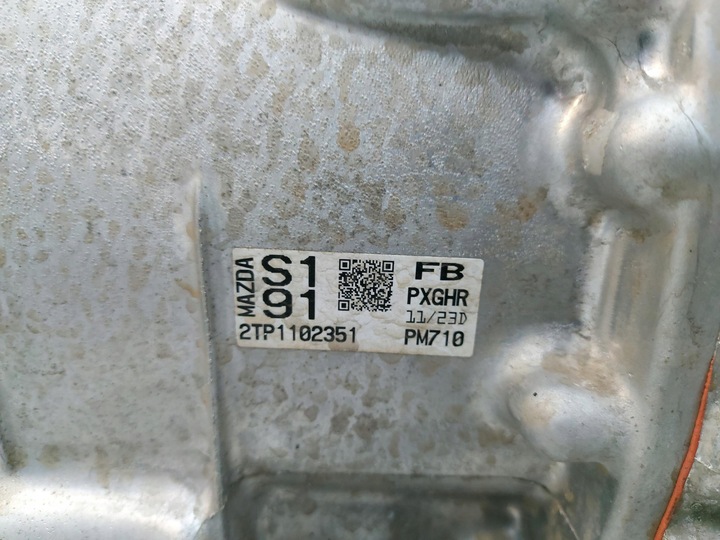 MAZDA
S1 FB
91 PXGHR
11/23D
2TP1102351 PM710